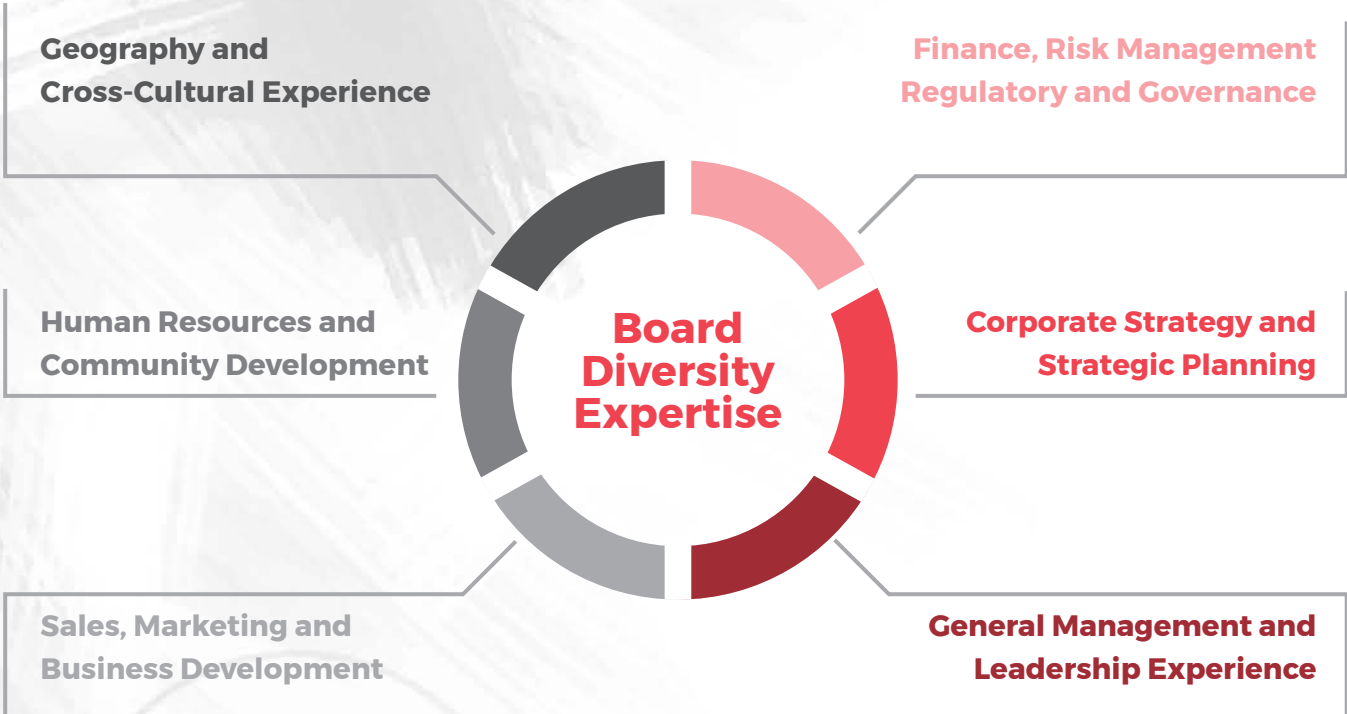 Geography and
Cross-Cultural Experience
Finance, Risk Management
Regulatory and Governance
Human Resources and
Community Development
Board
Diversity
Expertise
Corporate Strategy and
Strategic Planning
Sales, Marketing and
Business Development
General Management and
Leadership Experience